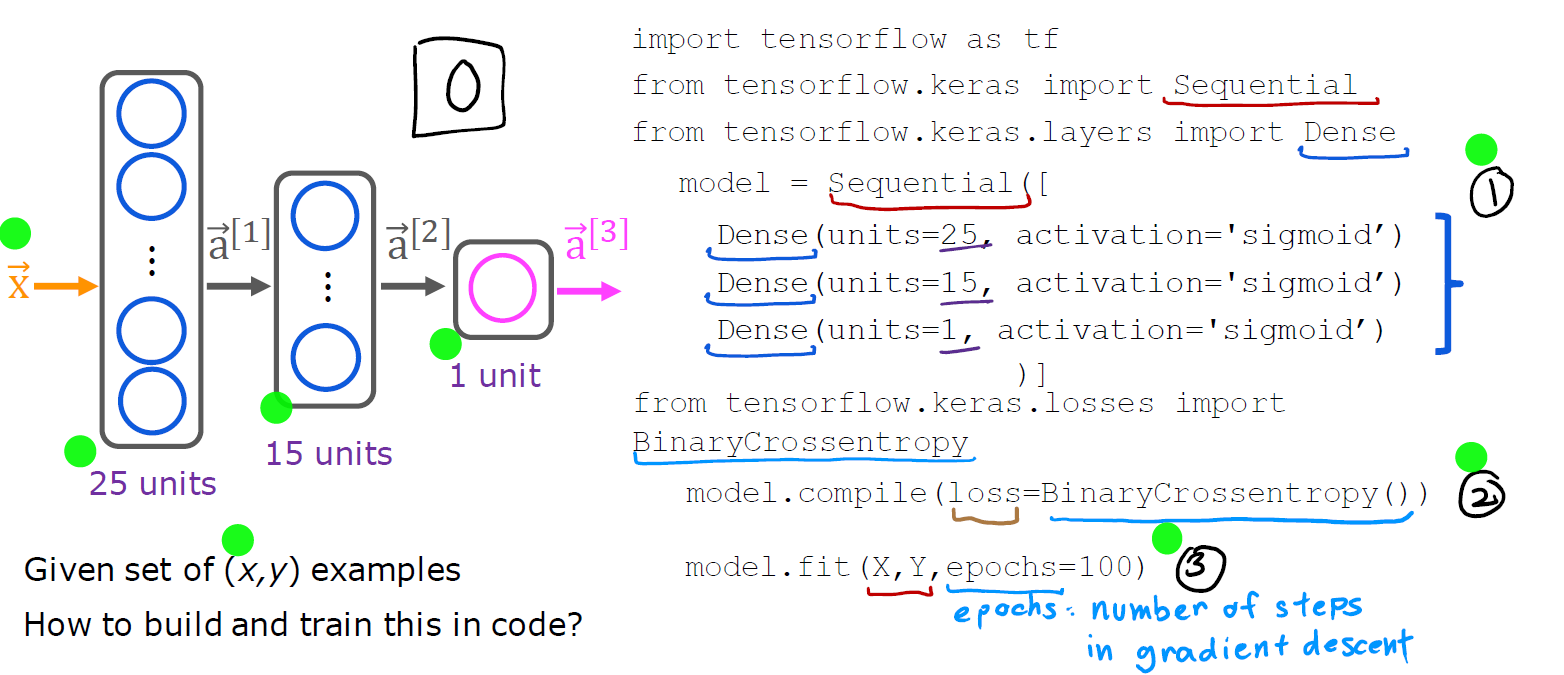 0
x⃗
a⃗[1]
a⃗[2]
a⃗[3]
25 units
15 units
1 unit
Given set of (x,y) examples
How to build and train this in code?
import tensorflow as tf
from tensorflow.keras import Sequential
from tensorflow.keras.layers import Dense
model = Sequential([
Dense(units=25, activation='sigmoid’)
Dense(units=15, activation='sigmoid’)
Dense(units=1, activation='sigmoid’)
)]
1
from tensorflow.keras.losses import
BinaryCrossentropy
model.compile(loss=BinaryCrossentropy())
2
model.fit(X,Y,epochs=100)
3
epochs: number of steps
in gradient descent